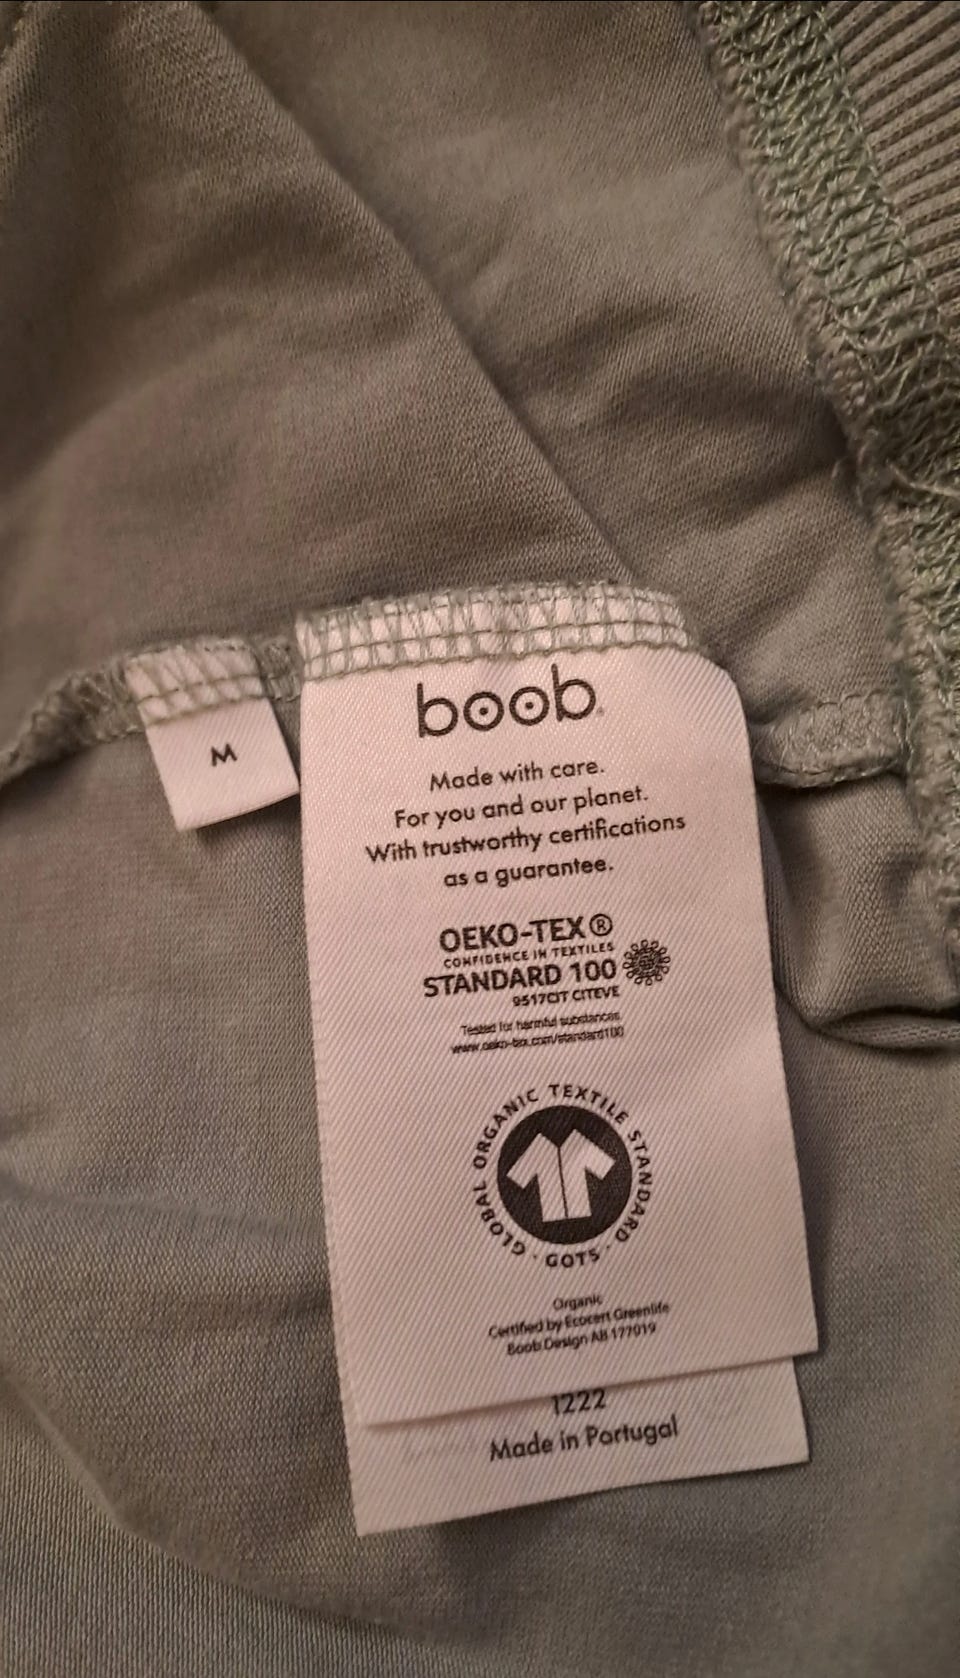 M
boob
Made with care.
For you and our planet.
With trustworthy certifications
as a guarantee.
OEKO-TEX®
CONFIDENCE IN TEXTILES
STANDARD 100
9517CIT CITEVE
Tested for harmful substances
www.oeko-tex.com/standard100
GLOBAL ORGANIC TEXTILE STANDARD · GOTS ·
Organic
Certified by Ecocert Greenlife
Boob Design AB 177019
1222
Made in Portugal